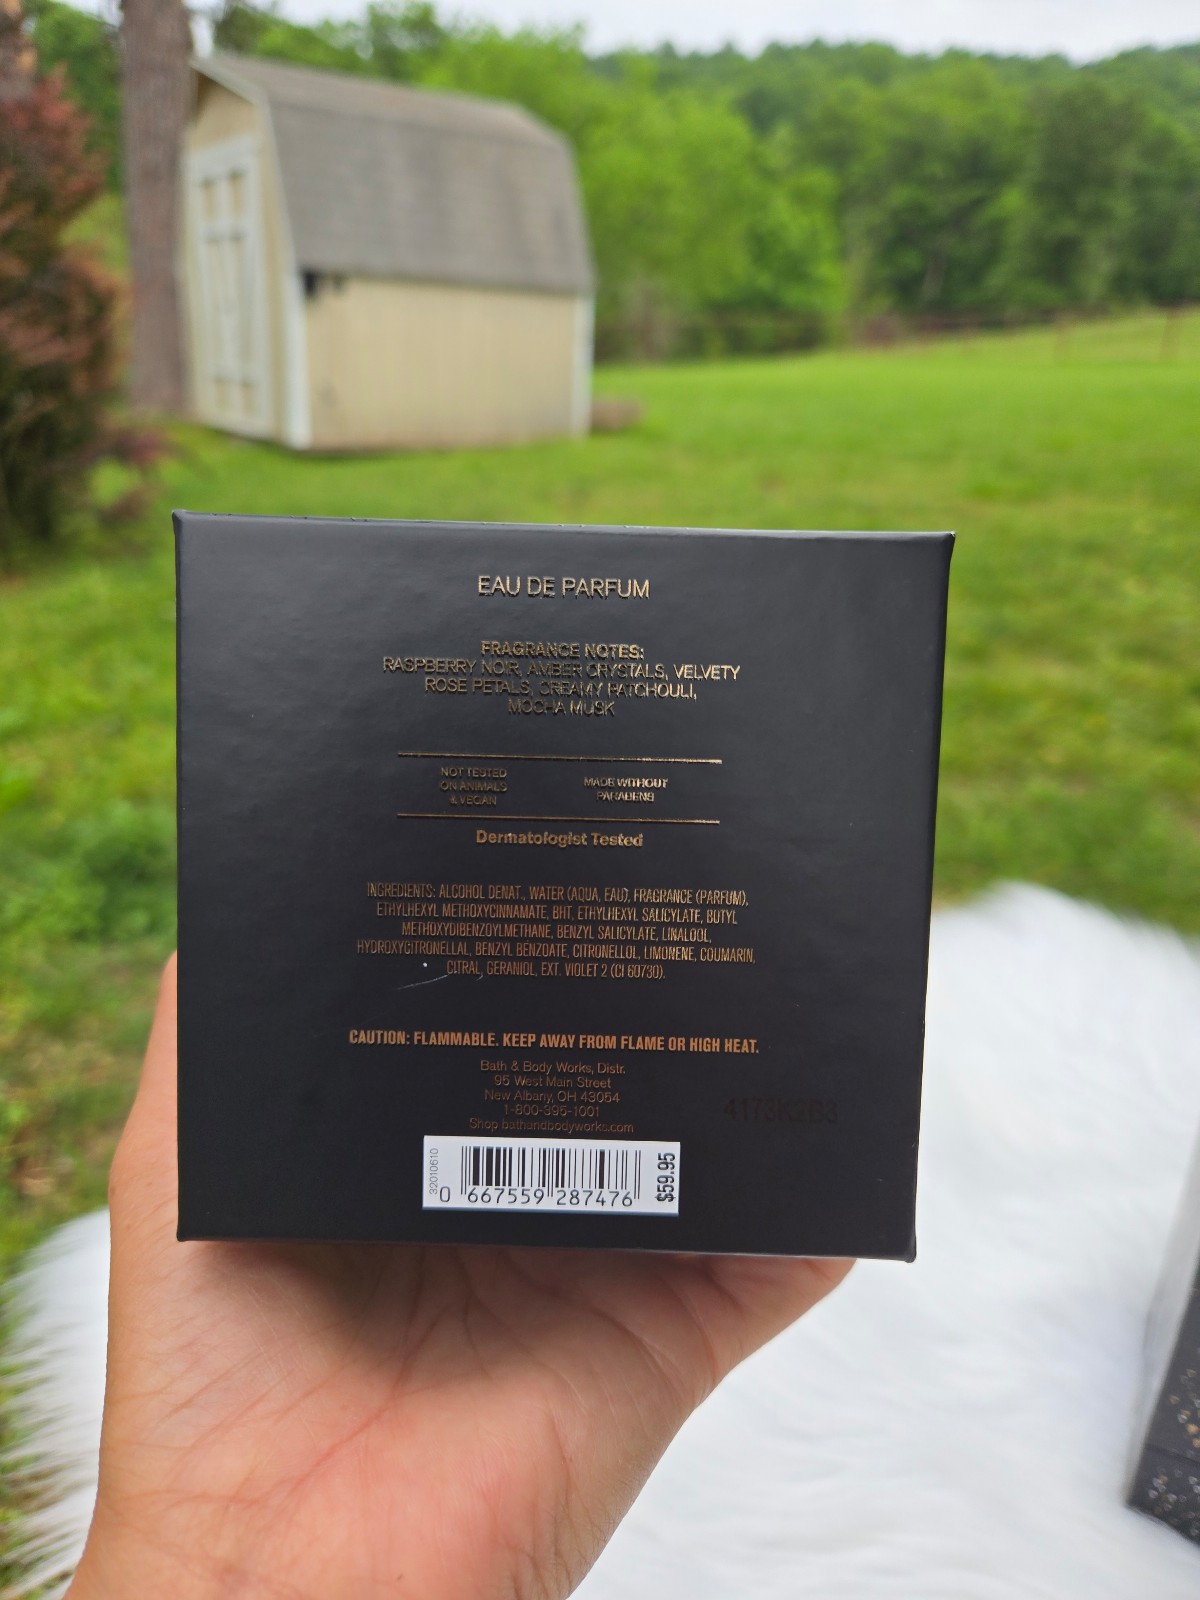 EAU DE PARFUM
FRAGRANCE NOTES:
RASPBERRY NOIR, AMBER CRYSTALS, VELVETY
ROSE PETALS, CREAMY PATCHOULI,
MOCHA MUSK
NOT TESTED
ON ANIMALS
& VEGAN
MADE WITHOUT
PARABENS
Dermatologist Tested
INGREDIENTS: ALCOHOL DENAT., WATER (AQUA, EAU), FRAGRANCE (PARFUM),
ETHYLHEXYL METHOXYCINNAMATE, BHT, ETHYLHEXYL SALICYLATE, BUTYL
METHOXYDIBENZOYLMETHANE, BENZYL SALICYLATE, LINALOOL,
HYDROXYCITRONELLAL, BENZYL BENZOATE, CITRONELLOL, LIMONENE, COUMARIN,
CITRAL, GERANIOL, EXT. VIOLET 2 (CI 60730).
CAUTION: FLAMMABLE. KEEP AWAY FROM FLAME OR HIGH HEAT.
Bath & Body Works, Distr.
95 West Main Street
New Albany, OH 43054
1-800-395-1001
Shop bathandbodyworks.com
32010610
0 667559 287476
$59.95